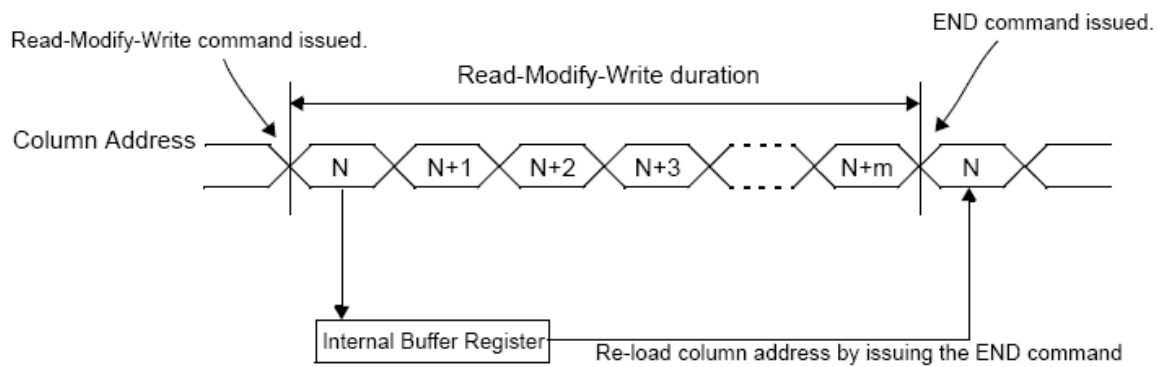 END command issued.
Read-Modify-Write command issued.
Read-Modify-Write duration
Column Address
N N+1 N+2 N+3 N+m N
Internal Buffer Register
Re-load column address by issuing the END command